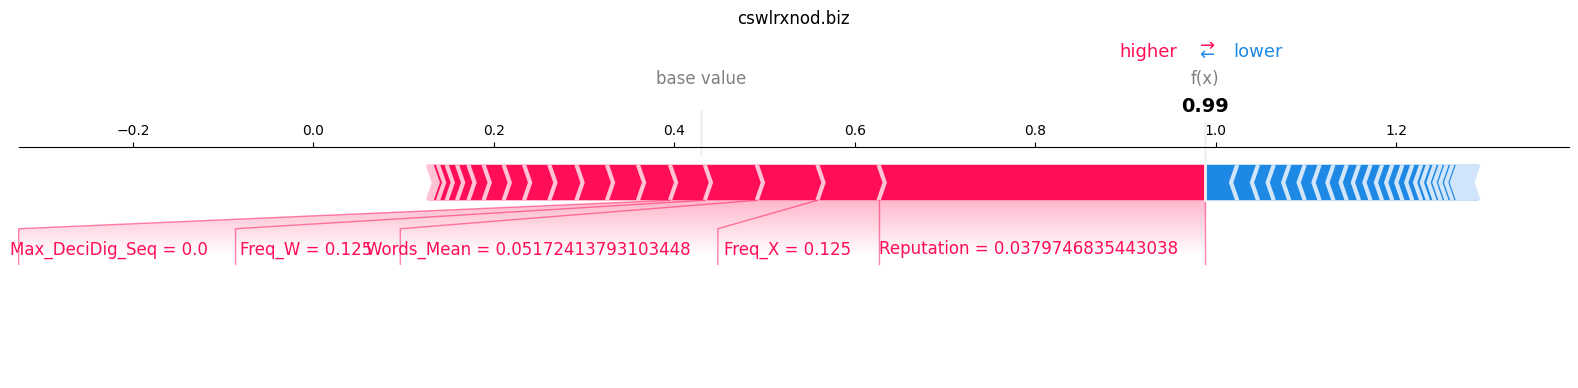 cswlrxnod.biz
higher ⇄ lower
base value f(x)
0.99
−0.2 0.0 0.2 0.4 0.6 0.8 1.0 1.2
Max_DeciDig_Seq = 0.0 Freq_W = 0.125 Words_Mean = 0.05172413793103448 Freq_X = 0.125 Reputation = 0.0379746835443038